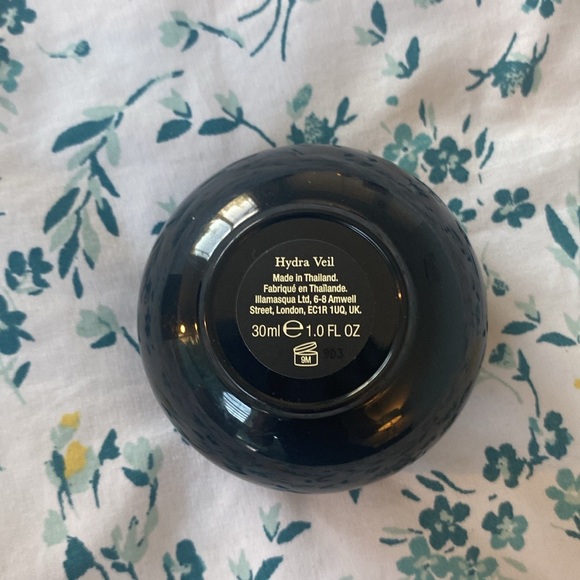 Hydra Veil
Made in Thailand.
Fabriqué en Thaïlande.
Illamasqua Ltd, 6-8 Amwell
Street, London, EC1R 1UQ, UK.
30ml ℮ 1.0 FL OZ
9M